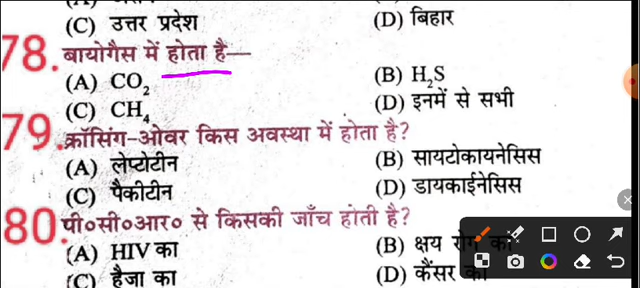 (C) उत्तर प्रदेश (D) बिहार
78. बायोगैस में होता है—
(A) CO₂ (B) H₂S
(C) CH₄ (D) इनमें से सभी
79. क्रॉसिंग-ओवर किस अवस्था में होता है?
(A) लेप्टोटीन (B) सायटोकायनेसिस
(C) पैकीटीन (D) डायकाईनेसिस
80. पी०सी०आर० से किसकी जाँच होती है?
(A) HIV का (B) क्षय रोग का
(C) हैजा का (D) कैंसर का